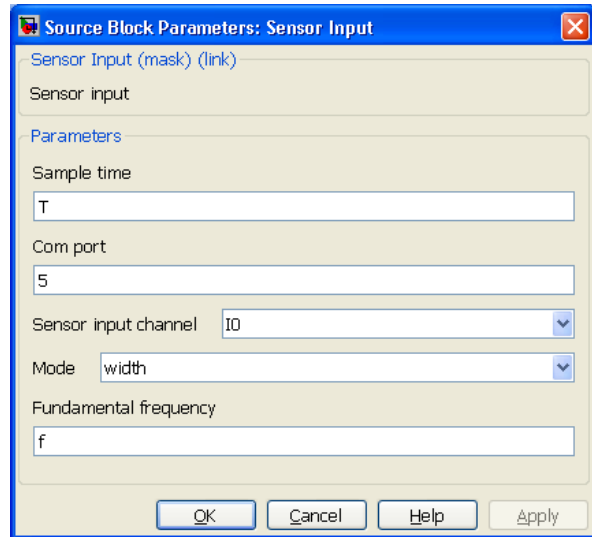 Source Block Parameters: Sensor Input
Sensor Input (mask) (link)
Sensor input
Parameters
Sample time
T
Com port
5
Sensor input channel I0
Mode width
Fundamental frequency
f
OK Cancel Help Apply